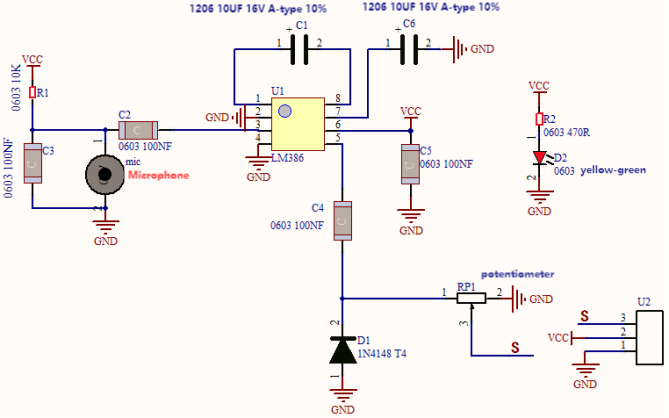 1206 10UF 16V A-type 10%
1206 10UF 16V A-type 10%
C1
1
2
C6
1
2
GND
VCC
0603 10K
R1
U1
1
2
3
4
8
7
6
5
LM386
GND
GND
VCC
C2
C
0603 100NF
C3
C
0603 100NF
1
mic
Microphone
2
GND
C5
C
0603 100NF
GND
VCC
R2
0603 470R
1
D2
0603
yellow-green
2
GND
C4
C
0603 100NF
potentiometer
RP1
1
2
3
GND
S
2
D1
1N4148 T4
1
GND
U2
S
3
VCC
2
1
GND